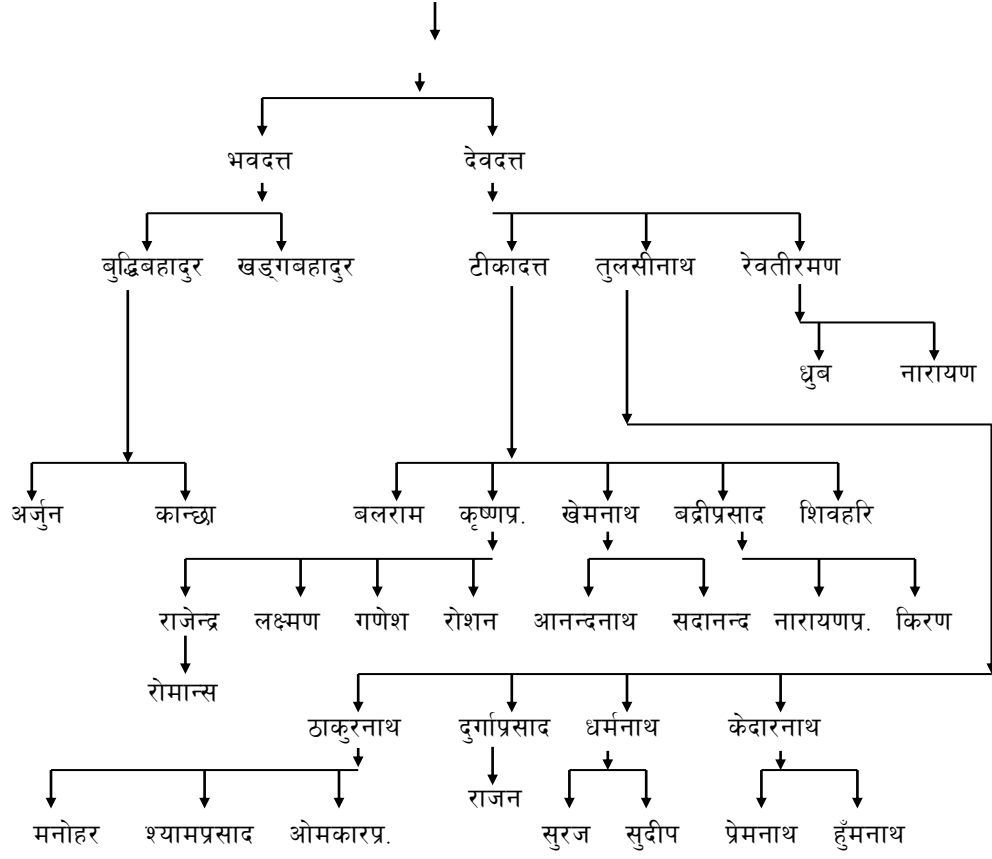 भवदत्त देवदत्त
बुद्धिबहादुर खड्गबहादुर टीकादत्त तुलसीनाथ रेवतीरमण
ध्रुब नारायण
अर्जुन कान्छा बलराम कृष्णप्र. खेमनाथ बद्रीप्रसाद शिवहरि
राजेन्द्र लक्ष्मण गणेश रोशन आनन्दनाथ सदानन्द नारायणप्र. किरण
रोमान्स
ठाकुरनाथ दुर्गाप्रसाद धर्मनाथ केदारनाथ
राजन
मनोहर श्यामप्रसाद ओमकारप्र. सुरज सुदीप प्रेमनाथ हुँमनाथ